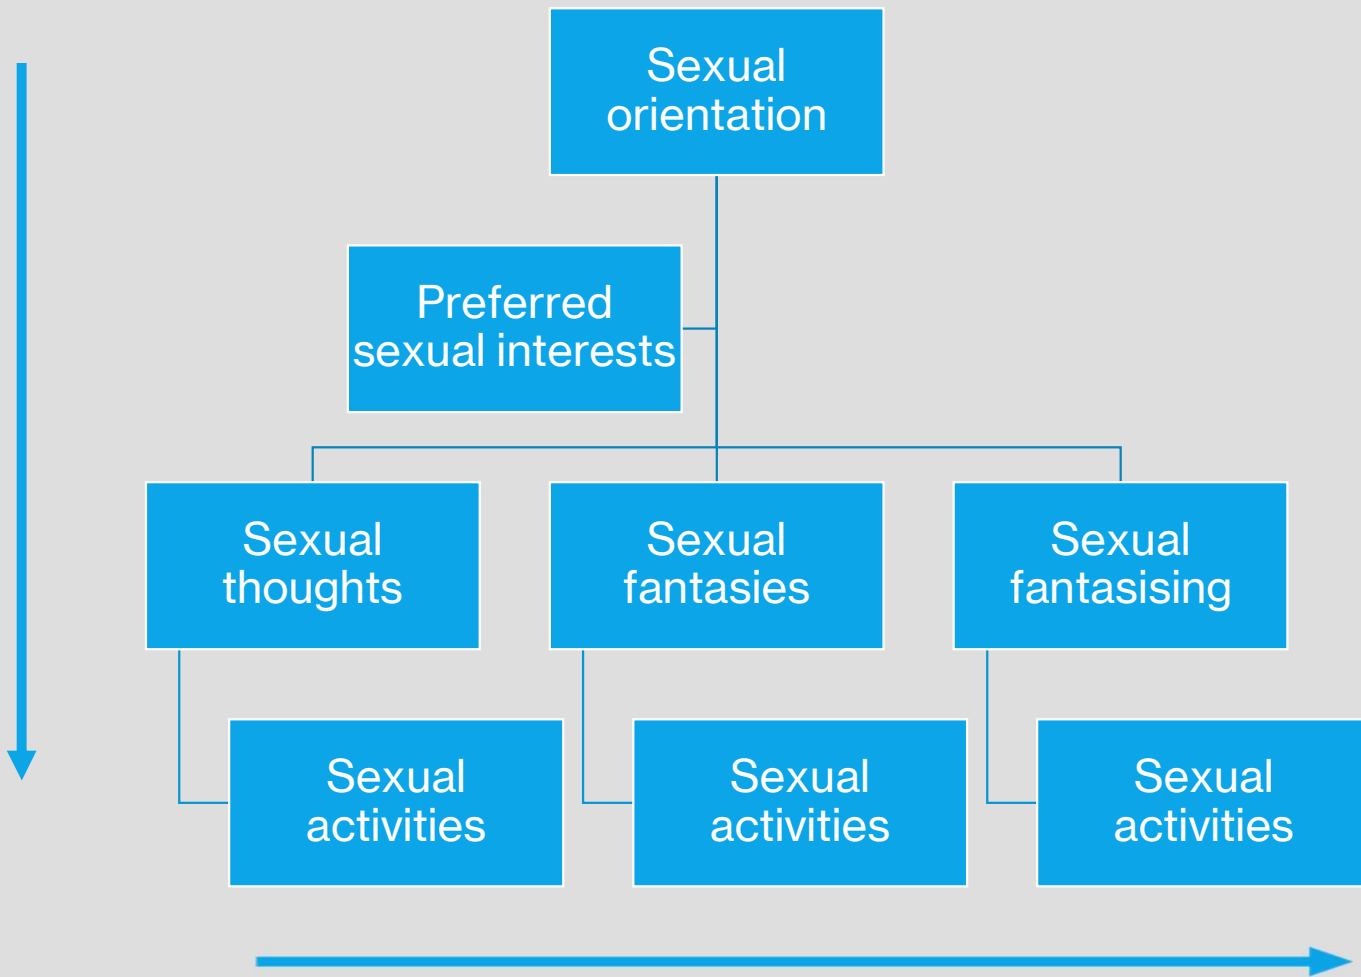 Sexual
orientation
Preferred
sexual interests
Sexual
thoughts
Sexual
fantasies
Sexual
fantasising
Sexual
activities
Sexual
activities
Sexual
activities